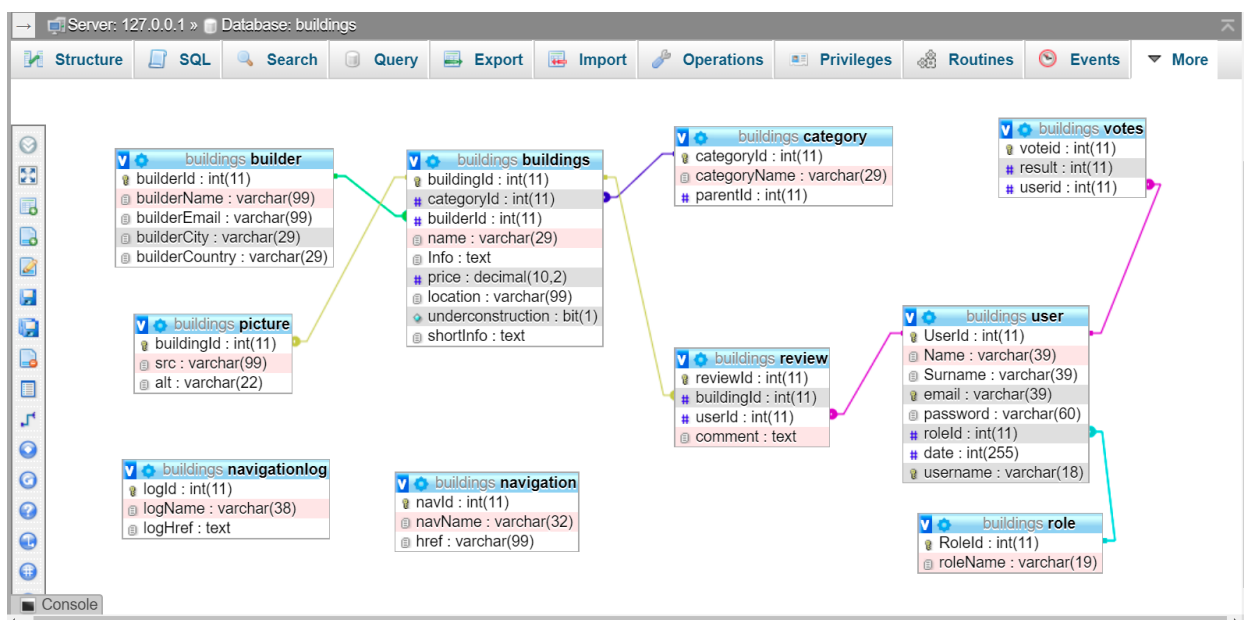 Server: 127.0.0.1 » Database: buildings
Structure SQL Search Query Export Import Operations Privileges Routines Events More
buildings builder
builderId : int(11)
builderName : varchar(99)
builderEmail : varchar(99)
builderCity : varchar(29)
builderCountry : varchar(29)
buildings buildings
buildingId : int(11)
categoryId : int(11)
builderId : int(11)
name : varchar(29)
Info : text
price : decimal(10,2)
location : varchar(99)
underconstruction : bit(1)
shortInfo : text
buildings category
categoryId : int(11)
categoryName : varchar(29)
parentId : int(11)
buildings votes
voteid : int(11)
result : int(11)
userid : int(11)
buildings picture
buildingId : int(11)
src : varchar(99)
alt : varchar(22)
buildings review
reviewId : int(11)
buildingId : int(11)
userId : int(11)
comment : text
buildings user
UserId : int(11)
Name : varchar(39)
Surname : varchar(39)
email : varchar(39)
password : varchar(60)
roleId : int(11)
date : int(255)
username : varchar(18)
buildings navigationlog
logId : int(11)
logName : varchar(38)
logHref : text
buildings navigation
navId : int(11)
navName : varchar(32)
href : varchar(99)
buildings role
RoleId : int(11)
roleName : varchar(19)
Console